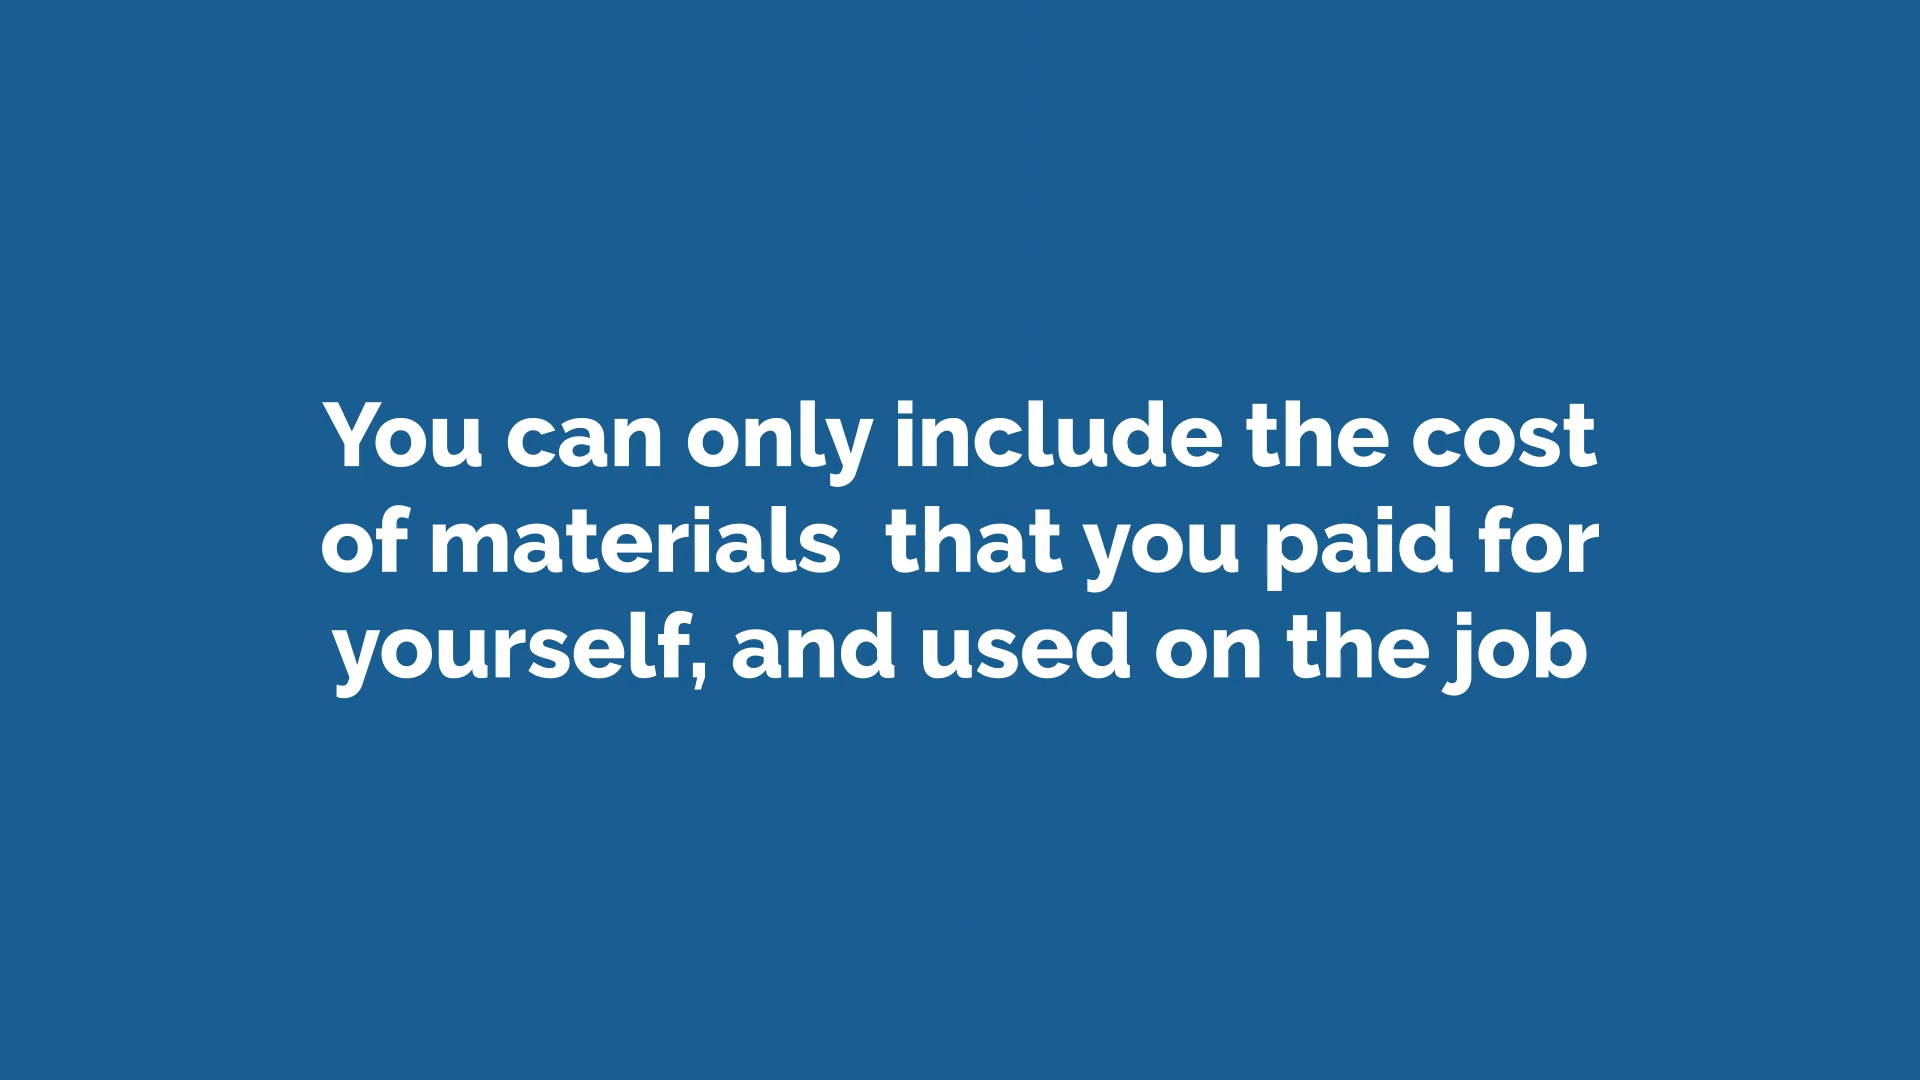 You can only include the cost
of materials  that you paid for
yourself, and used on the job